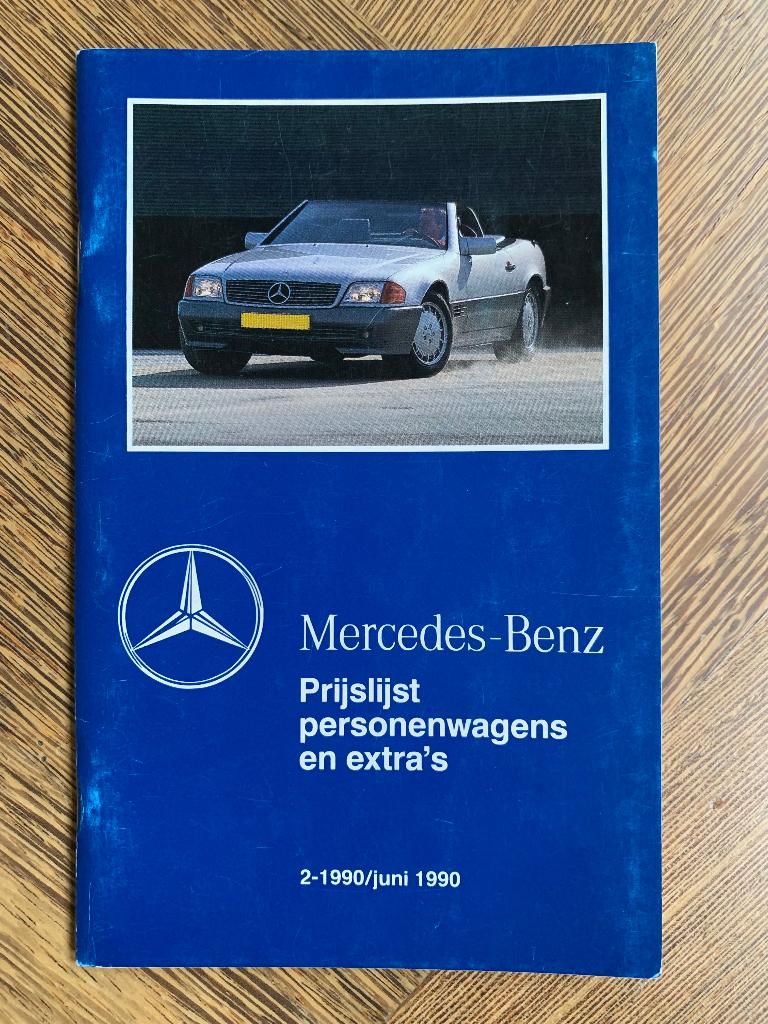 Mercedes-Benz
Prijslijst
personenwagens
en extra's
2-1990/juni 1990